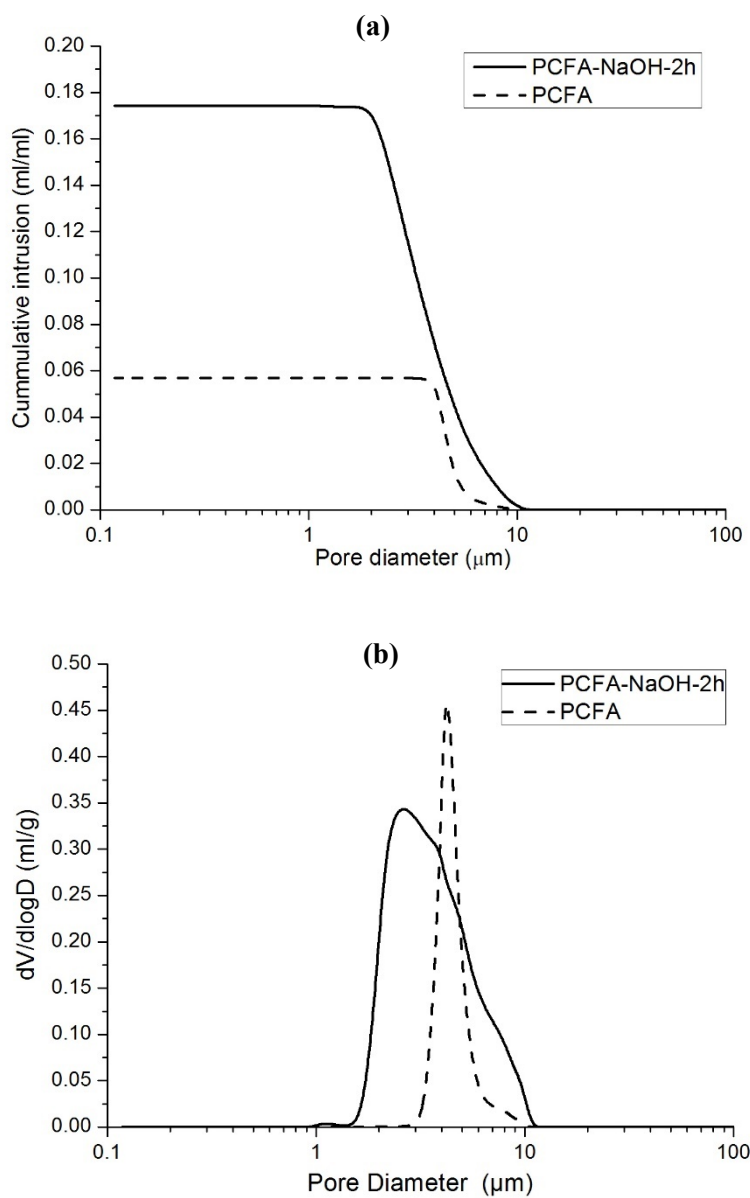 (a)
0.20
0.18
0.16
0.14
0.12
0.10
0.08
0.06
0.04
0.02
0.00
Cummulative intrusion (ml/ml)
PCFA-NaOH-2h
PCFA
0.1 1 10 100
Pore diameter (μm)
(b)
0.50
0.45
0.40
0.35
0.30
0.25
0.20
0.15
0.10
0.05
0.00
dV/dlogD (ml/g)
PCFA-NaOH-2h
PCFA
0.1 1 10 100
Pore Diameter (μm)